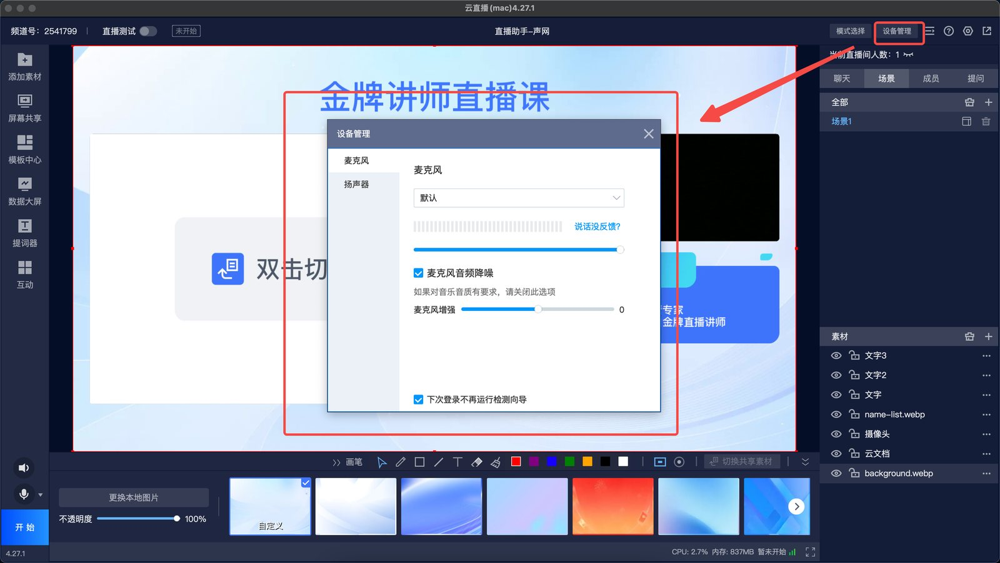 云直播(mac)4.27.1
频道号：2541799
直播测试
未开始
直播助手-声网
模式选择
设备管理
添加素材
屏幕共享
模板中心
数据大屏
提词器
互动
开 始
4.27.1
金牌讲师直播课
双击切
专家
金牌直播讲师
设备管理
麦克风
扬声器
麦克风
默认
说话没反馈?
麦克风音频降噪
如果对音乐音质有要求，请关闭此选项
麦克风增强 0
下次登录不再运行检测向导
当前直播间人数：1
聊天 场景 成员 提问
全部
场景1
素材
文字3
文字2
文字
name-list.webp
摄像头
云文档
background.webp
画笔
切换共享素材
更换本地图片
不透明度 100%
自定义
CPU: 2.7% 内存: 837MB 暂未开始